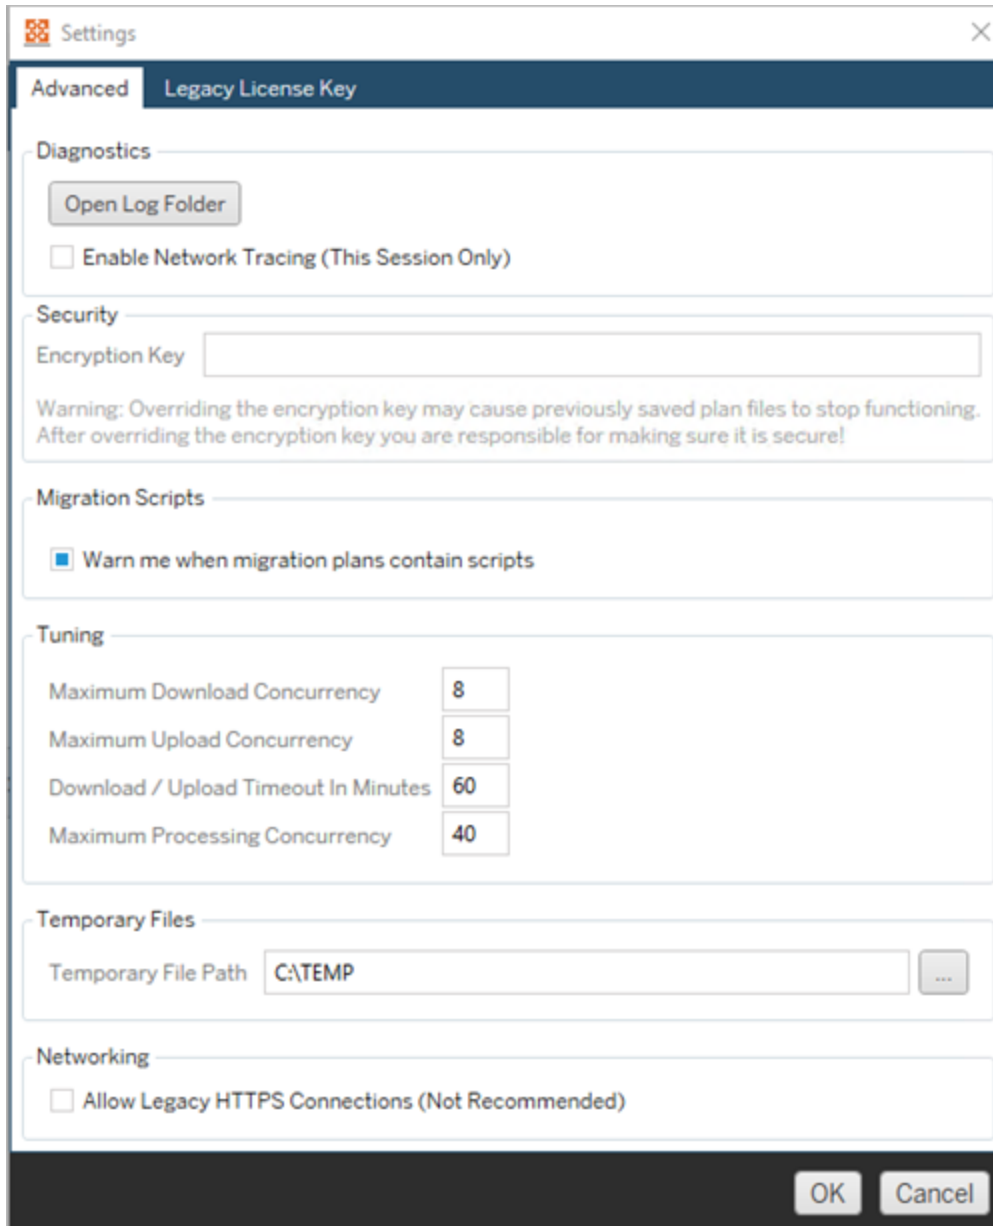 Settings
Advanced
Legacy License Key
Diagnostics
Open Log Folder
Enable Network Tracing (This Session Only)
Security
Encryption Key
Warning: Overriding the encryption key may cause previously saved plan files to stop functioning.
After overriding the encryption key you are responsible for making sure it is secure!
Migration Scripts
Warn me when migration plans contain scripts
Tuning
Maximum Download Concurrency 8
Maximum Upload Concurrency 8
Download / Upload Timeout In Minutes 60
Maximum Processing Concurrency 40
Temporary Files
Temporary File Path C:\TEMP ...
Networking
Allow Legacy HTTPS Connections (Not Recommended)
OK Cancel